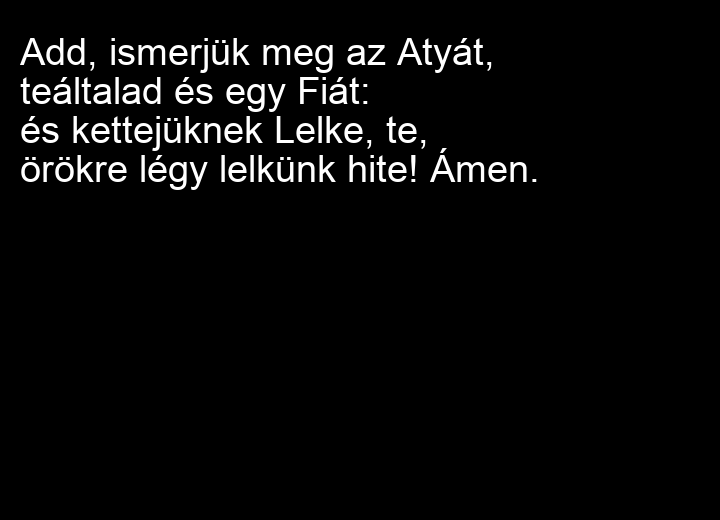 Add, ismerjük meg az Atyát,
teáltalad és egy Fiát:
és kettejüknek Lelke, te,
örökre légy lelkünk hite! Ámen.